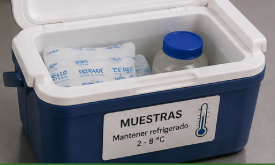 MUESTRAS
Mantener refrigerado
2 - 8 °C